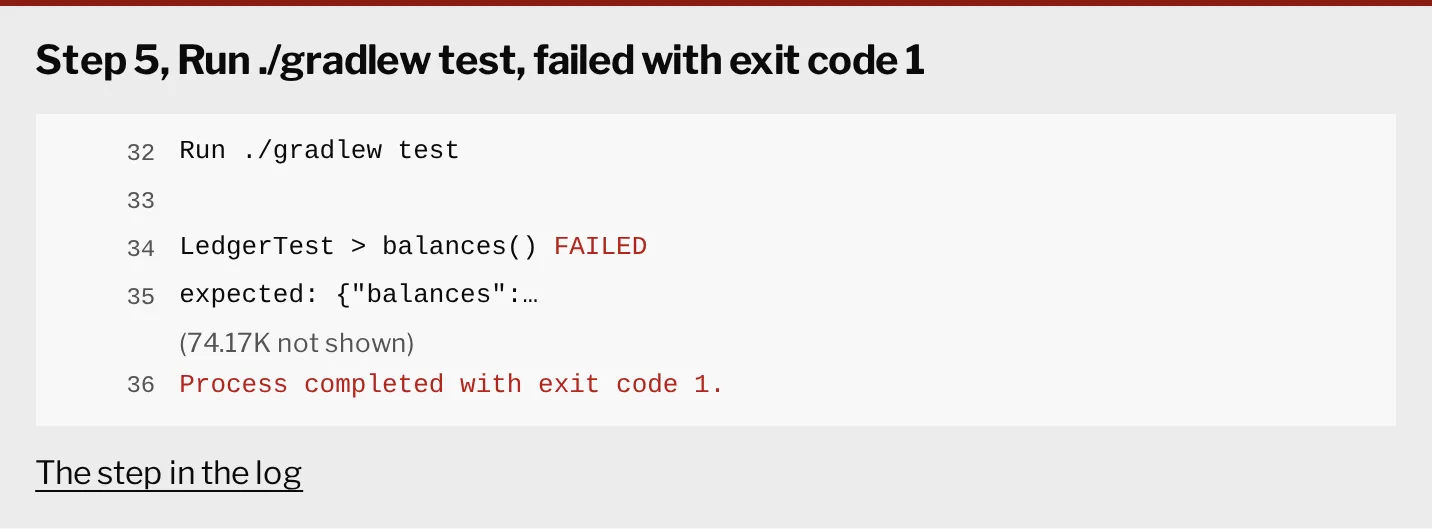 Step 5, Run ./gradlew test, failed with exit code 1
32 Run ./gradlew test
33
34 LedgerTest > balances() FAILED
35 expected: {"balances":…
(74.17K not shown)
36 Process completed with exit code 1.
The step in the log